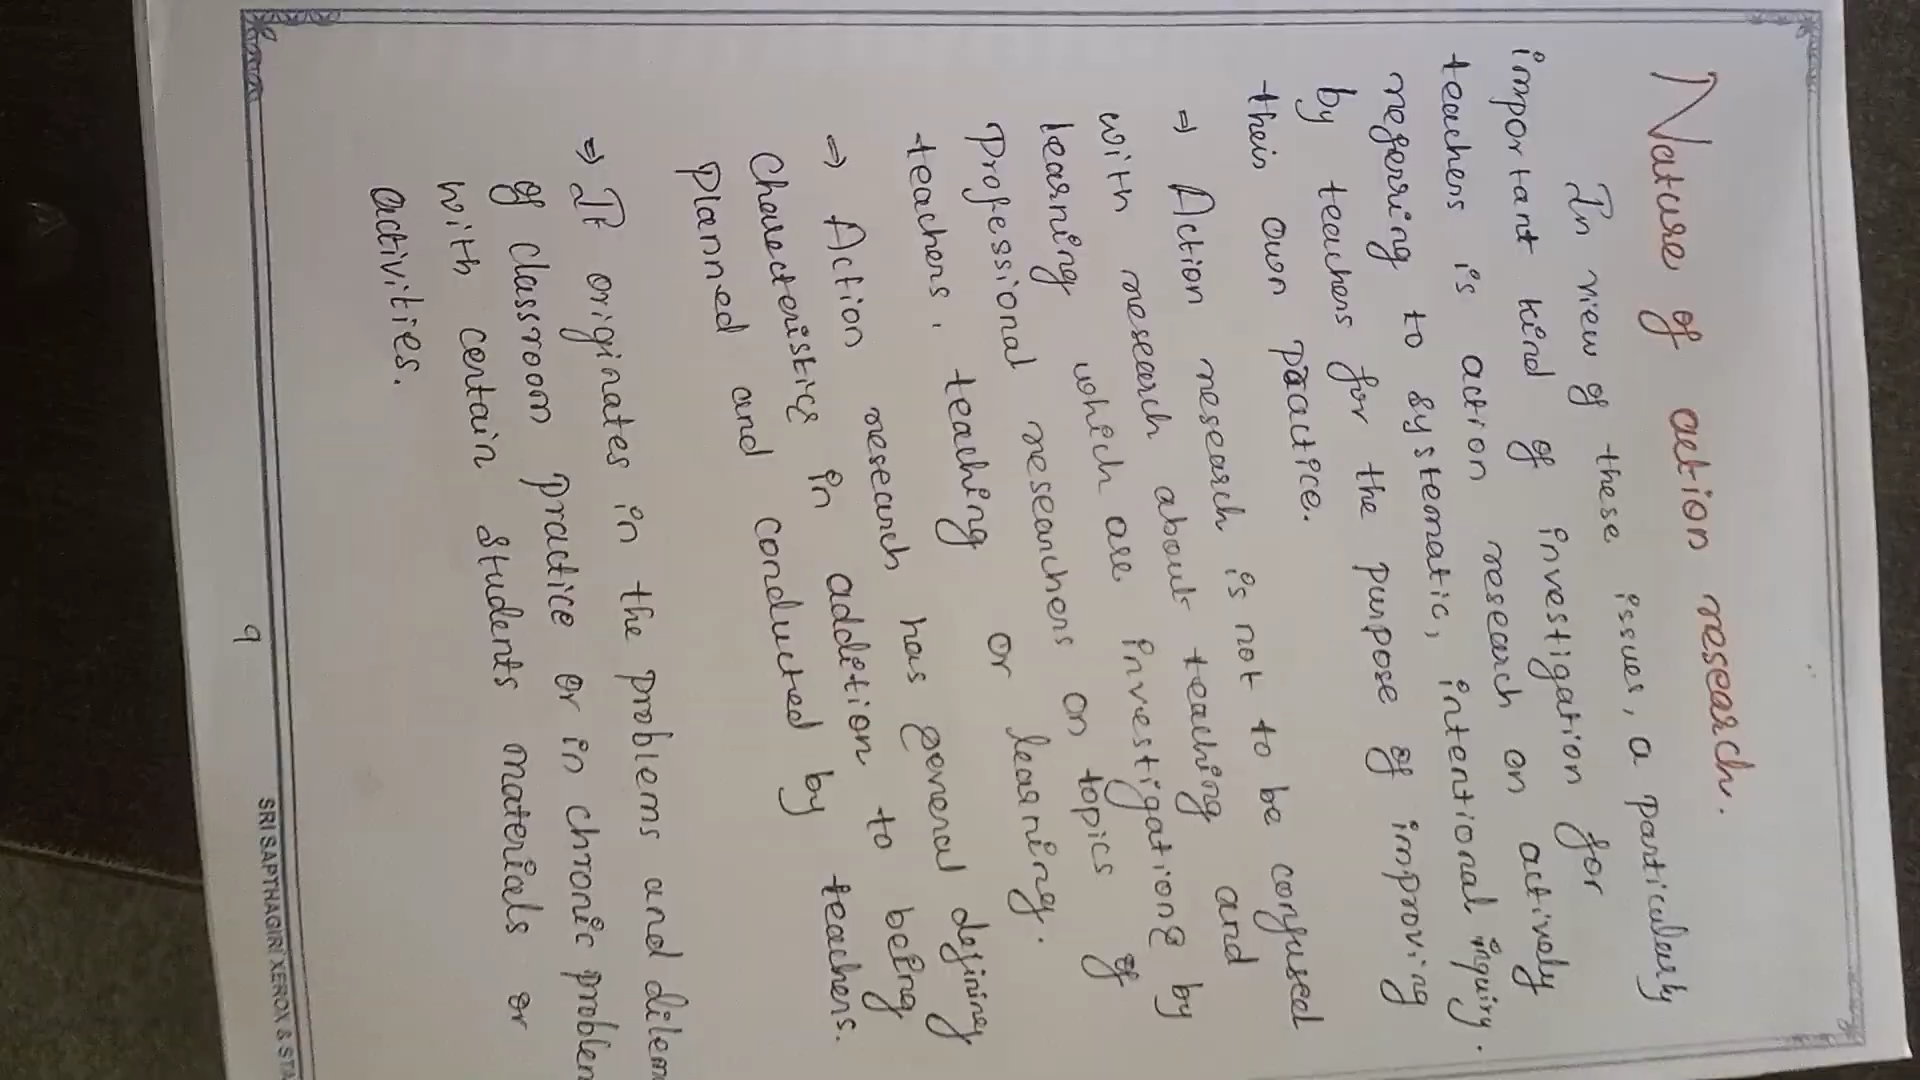 Nature of action research.
In view of these issues, a particularly
important kind of investigation for
teachers is action research on actively
referring to systematic, intentional inquiry.
by teachers for the purpose of improving
their own practice.
⇒ Action research is not to be confused
with research about teaching and
learning which are investigations by
Professional researchers on topics of
teachers, teaching or learning.
⇒ Action research has general defining
Charecteristics in addition to being
Planned and conducted by teachers.
⇒ It originates in the problems and dilem
of classroom practice or in chronic problem
with certain students materials or
activities.
9
SRI SAPTHAGIRI XEROX & STA